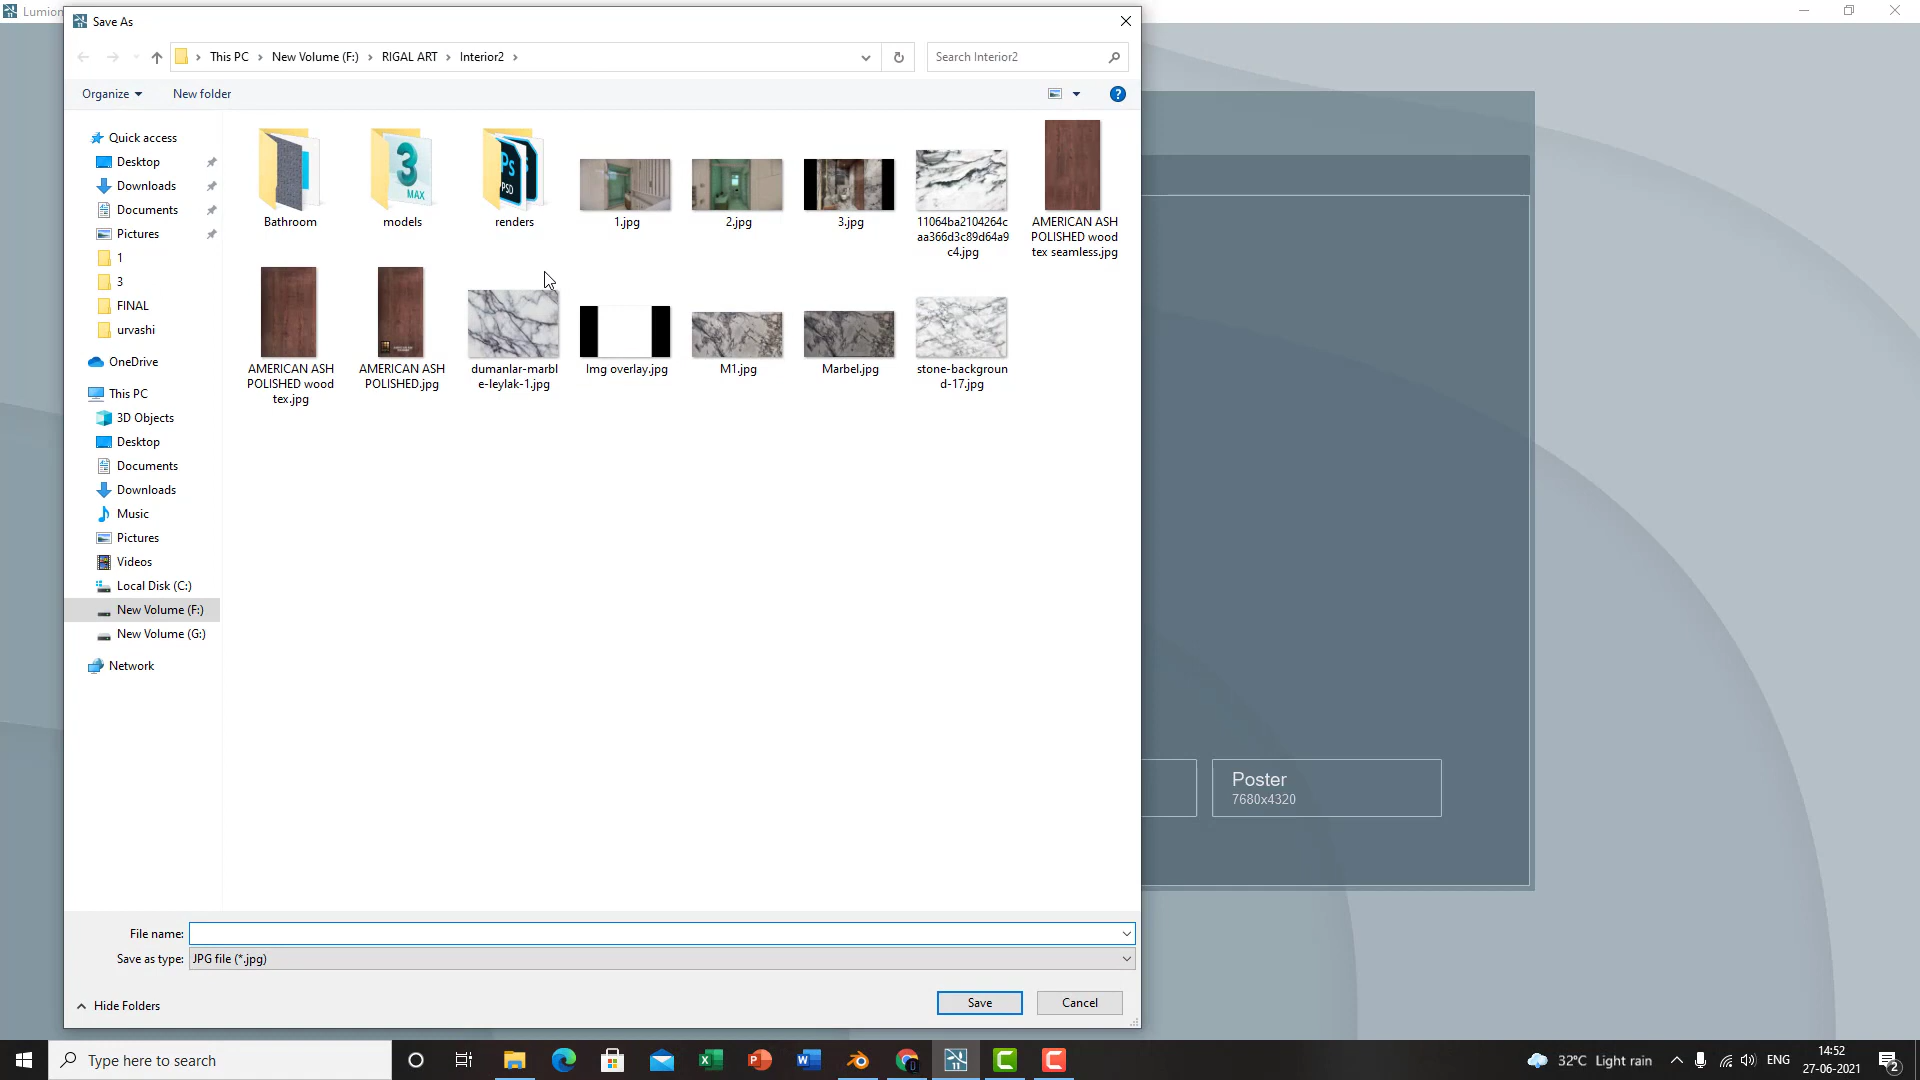 Lumion
Save As
This PC
New Volume (F:)
RIGAL ART
Interior2
Search Interior2
Organize
New folder
Quick access
Desktop
Downloads
Documents
Pictures
1
3
FINAL
urvashi
OneDrive
This PC
3D Objects
Desktop
Documents
Downloads
Music
Pictures
Videos
Local Disk (C:)
New Volume (F:)
New Volume (G:)
Network
Bathroom
models
renders
1.jpg
2.jpg
3.jpg
11064ba2104264c
aa366d3c89d64a9
c4.jpg
AMERICAN ASH
POLISHED wood
tex seamless.jpg
AMERICAN ASH
POLISHED wood
tex.jpg
AMERICAN ASH
POLISHED.jpg
dumanlar-marbl
e-leylak-1.jpg
Img overlay.jpg
M1.jpg
Marbel.jpg
stone-backgroun
d-17.jpg
Poster
7680x4320
File name:
Save as type:
JPG file (*.jpg)
Hide Folders
Save
Cancel
Type here to search
32°C Light rain
ENG
14:52
27-06-2021
2